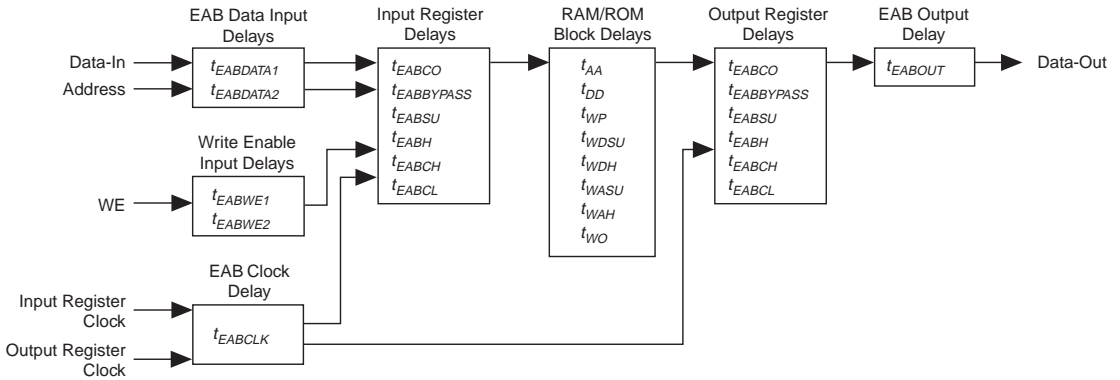 EAB Data Input
Delays
Data-In
Address
tEABDATA1
tEABDATA2
Write Enable
Input Delays
WE
tEABWE1
tEABWE2
EAB Clock
Delay
Input Register
Clock
Output Register
Clock
tEABCLK
Input Register
Delays
tEABCO
tEABBYPASS
tEABSU
tEABH
tEABCH
tEABCL
RAM/ROM
Block Delays
tAA
tDD
tWP
tWDSU
tWDH
tWASU
tWAH
tWO
Output Register
Delays
tEABCO
tEABBYPASS
tEABSU
tEABH
tEABCH
tEABCL
EAB Output
Delay
tEABOUT
Data-Out